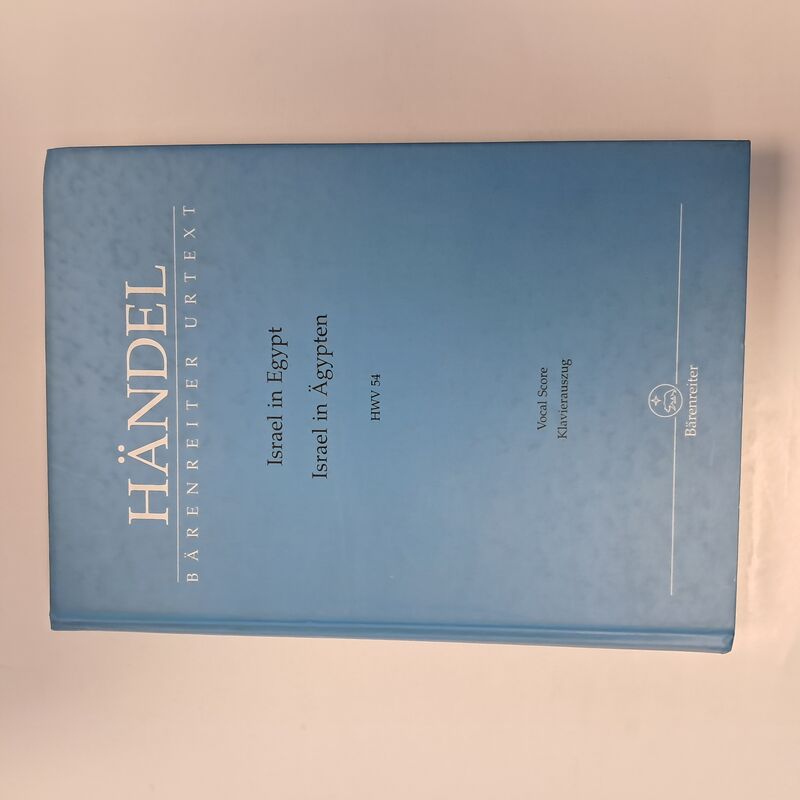 HÄNDEL
BÄRENREITER URTEXT
Israel in Egypt
Israel in Ägypten
HWV 54
Vocal Score
Klavierauszug
Bärenreiter